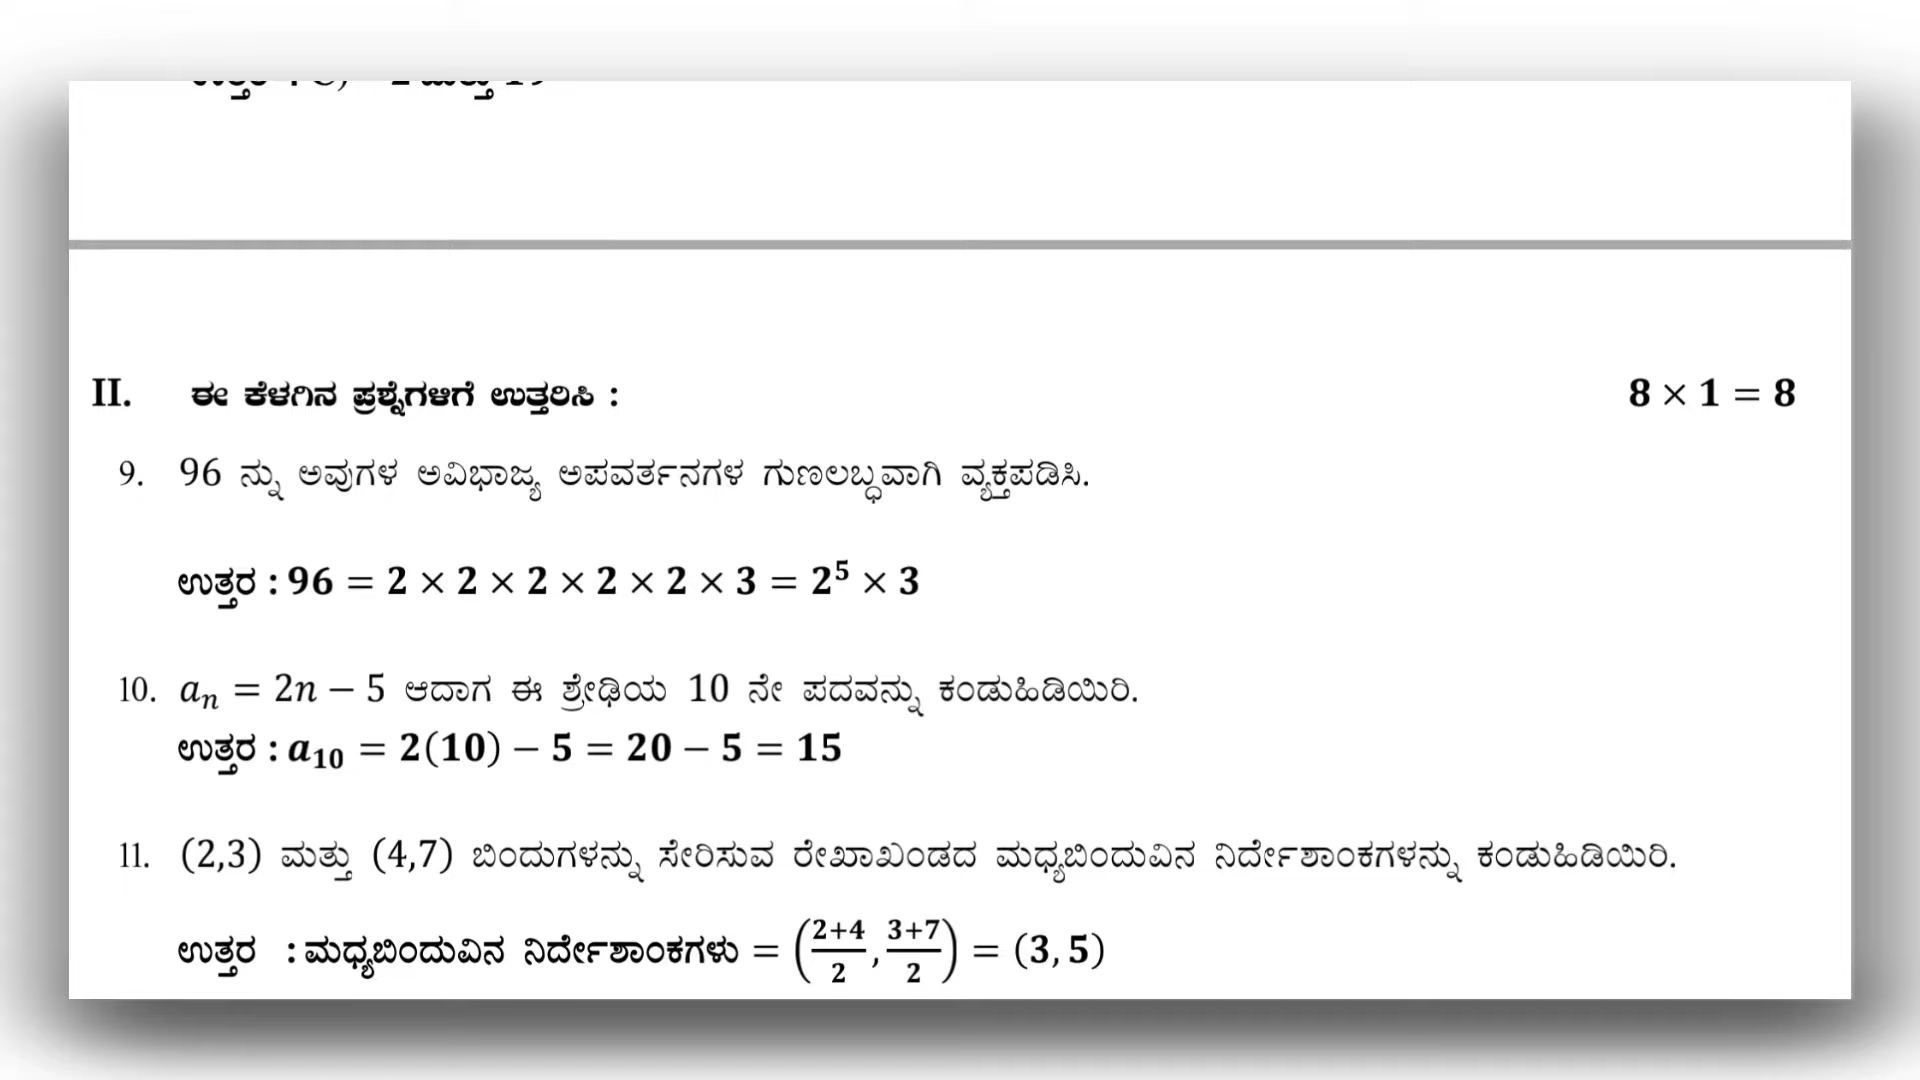 II. ಈ ಕೆಳಗಿನ ಪ್ರಶ್ನೆಗಳಿಗೆ ಉತ್ತರಿಸಿ : 8 × 1 = 8
9. 96 ನ್ನು ಅವುಗಳ ಅವಿಭಾಜ್ಯ ಅಪವರ್ತನಗಳ ಗುಣಲಬ್ಧವಾಗಿ ವ್ಯಕ್ತಪಡಿಸಿ.
ಉತ್ತರ : 96 = 2 × 2 × 2 × 2 × 2 × 3 = 2⁵ × 3
10. aₙ = 2n − 5 ಆದಾಗ ಈ ಶ್ರೇಢಿಯ 10 ನೇ ಪದವನ್ನು ಕಂಡುಹಿಡಿಯಿರಿ.
ಉತ್ತರ : a₁₀ = 2(10) − 5 = 20 − 5 = 15
11. (2,3) ಮತ್ತು (4,7) ಬಿಂದುಗಳನ್ನು ಸೇರಿಸುವ ರೇಖಾಖಂಡದ ಮಧ್ಯಬಿಂದುವಿನ ನಿರ್ದೇಶಾಂಕಗಳನ್ನು ಕಂಡುಹಿಡಿಯಿರಿ.
ಉತ್ತರ : ಮಧ್ಯಬಿಂದುವಿನ ನಿರ್ದೇಶಾಂಕಗಳು = ((2+4)/2, (3+7)/2) = (3, 5)